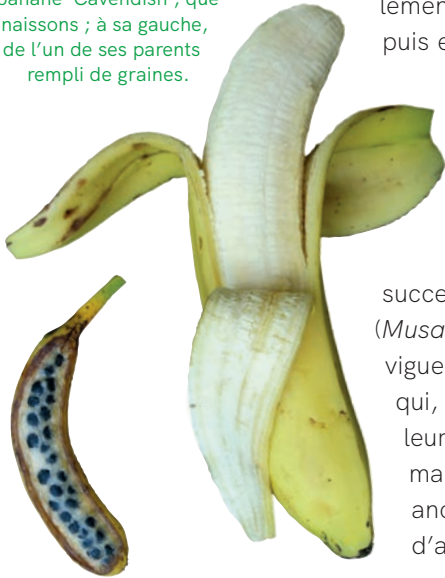 banane 'Cavendish', que
naissons ; à sa gauche,
de l'un de ses parents
rempli de graines.
lement
puis e
succe
(Musa
vigue
qui,
leur
ma
anc
d'a